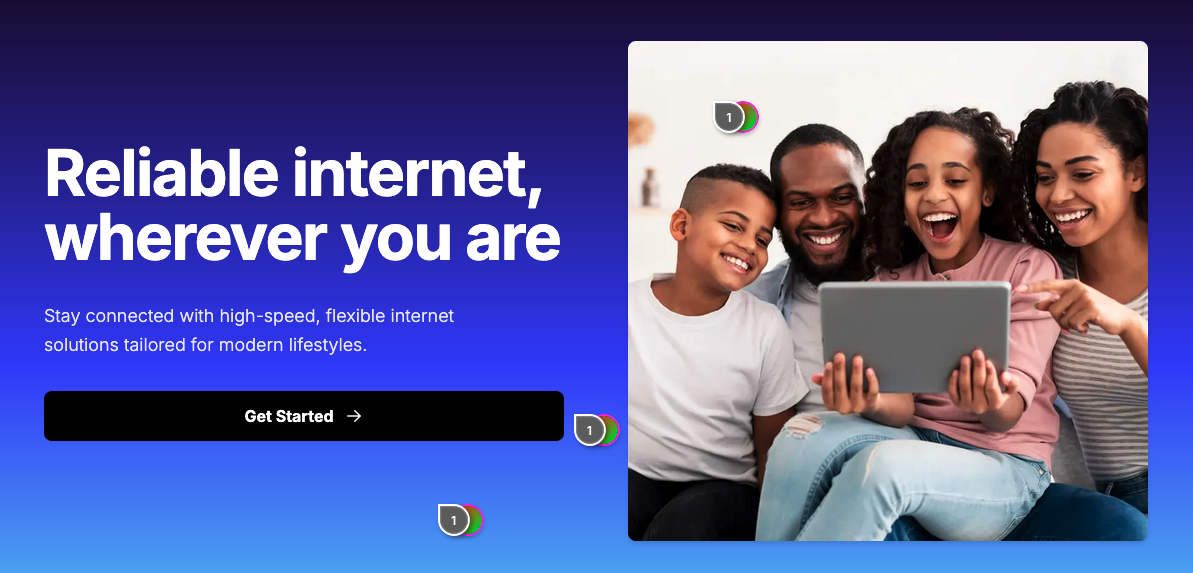 Reliable internet,
wherever you are
Stay connected with high-speed, flexible internet
solutions tailored for modern lifestyles.
Get Started →
1
1
1